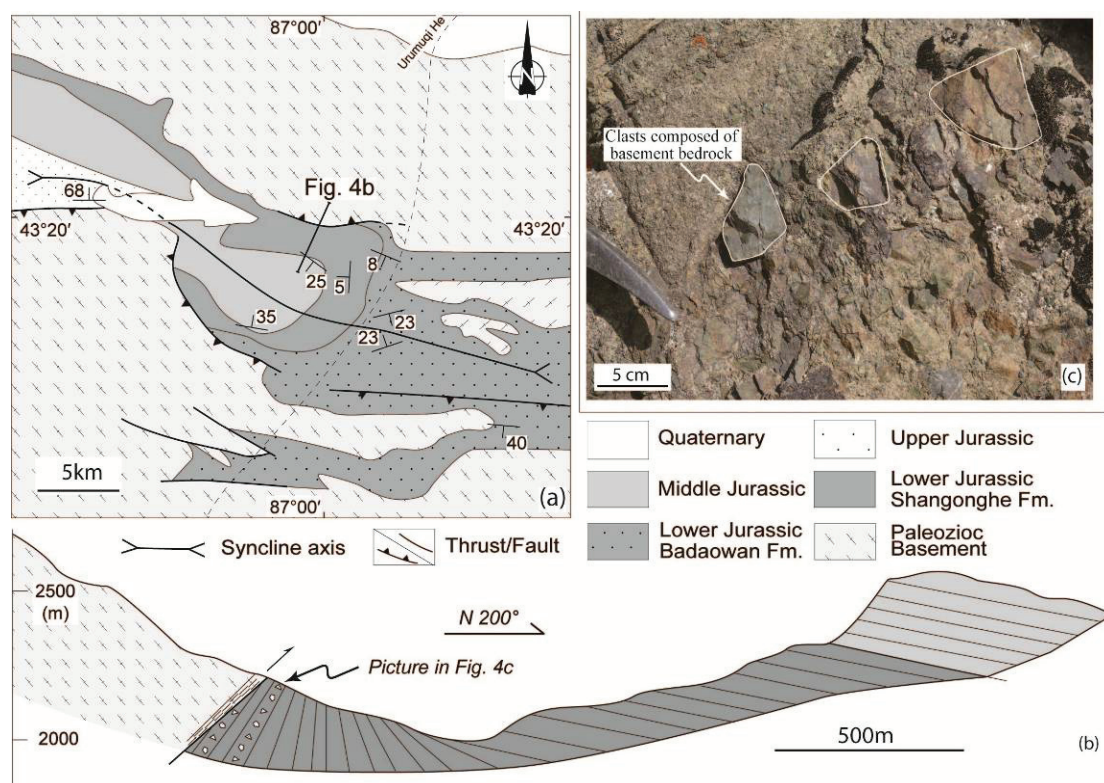 87°00′
Urumuqi He
N
Fig. 4b
68
43°20′
43°20′
8
25
5
35
23
23
40
5km
87°00′
(a)
Clasts composed of
basement bedrock
5 cm
(c)
Quaternary
Upper Jurassic
Middle Jurassic
Lower Jurassic
Shangonghe Fm.
Lower Jurassic
Badaowan Fm.
Paleozioc
Basement
Syncline axis
Thrust/Fault
2500
(m)
N 200°
Picture in Fig. 4c
2000
500m
(b)